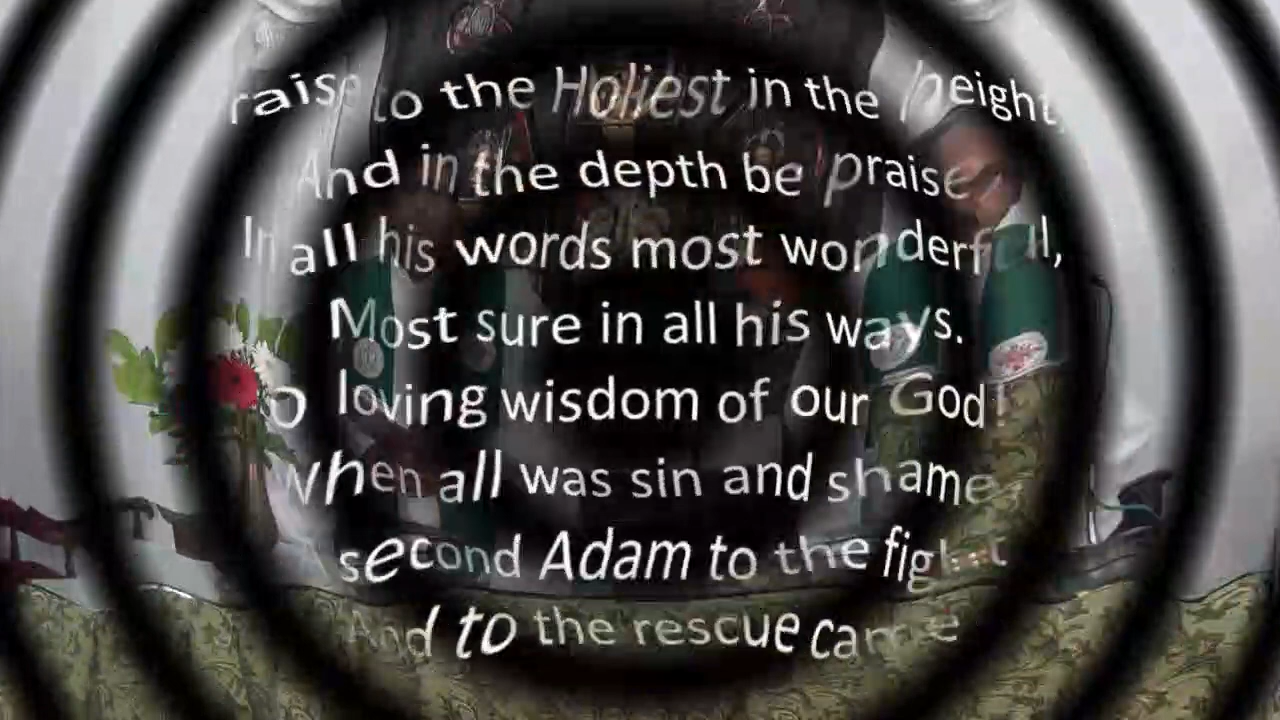 raise to the Holiest in the height,
And in the depth be praise
In all his words most wonderful,
Most sure in all his ways.
O loving wisdom of our God!
When all was sin and shame,
A second Adam to the fight
And to the rescue came